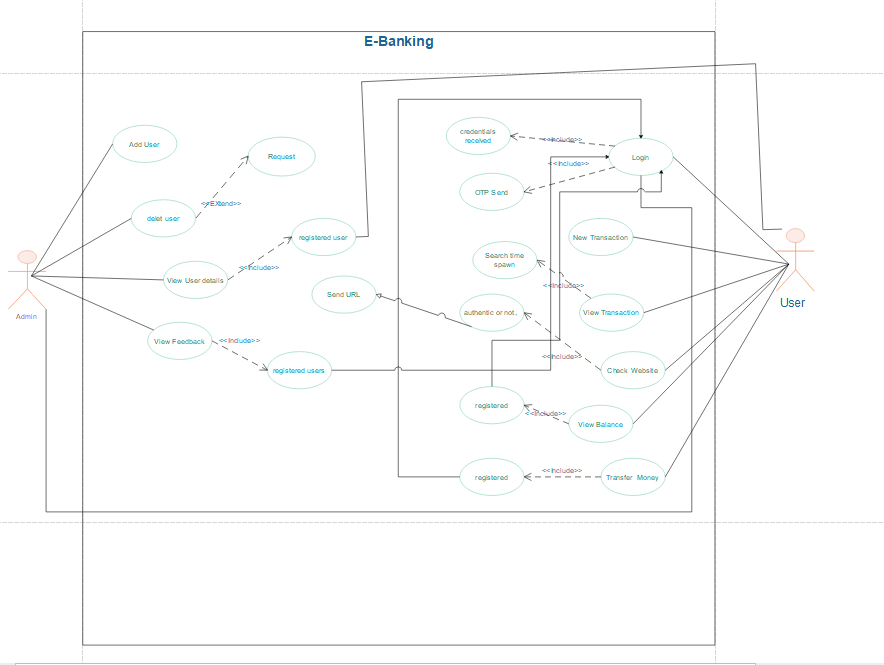 E-Banking
Add User
Request
delet user
<<EXtend>>
registered user
View User details
<<Include>>
Send URL
View Feedback
<<Include>>
registered users
Admin
credentials
received
<<Include>>
Login
<<Include>>
OTP Send
New Transaction
Search time
spawn
<<Include>>
authentic or not.
View Transaction
<<Include>>
Check Website
registered
<<Include>>
View Balance
registered
<<Include>>
Transfer Money
User